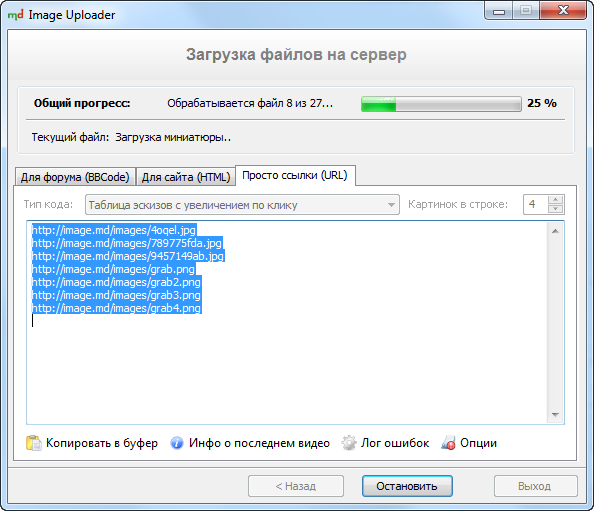 md Image Uploader
Загрузка файлов на сервер
Общий прогресс: Обрабатывается файл 8 из 27... 25 %
Текущий файл: Загрузка миниатюры..
Для форума (BBCode) Для сайта (HTML) Просто ссылки (URL)
Тип кода: Таблица эскизов с увеличением по клику Картинок в строке: 4
http://image.md/images/4oqel.jpg
http://image.md/images/789775fda.jpg
http://image.md/images/9457149ab.jpg
http://image.md/images/grab.png
http://image.md/images/grab2.png
http://image.md/images/grab3.png
http://image.md/images/grab4.png
Копировать в буфер Инфо о последнем видео Лог ошибок Опции
< Назад Остановить Выход